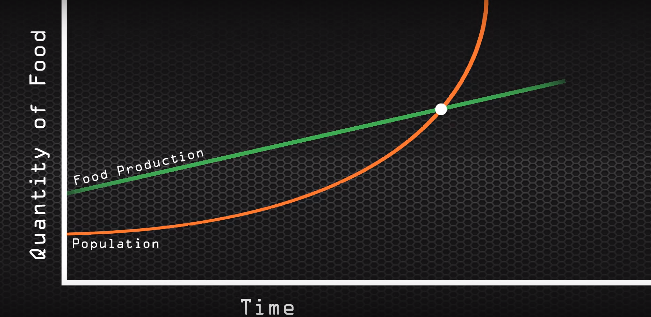 Quantity of Food
Food Production
Population
Time